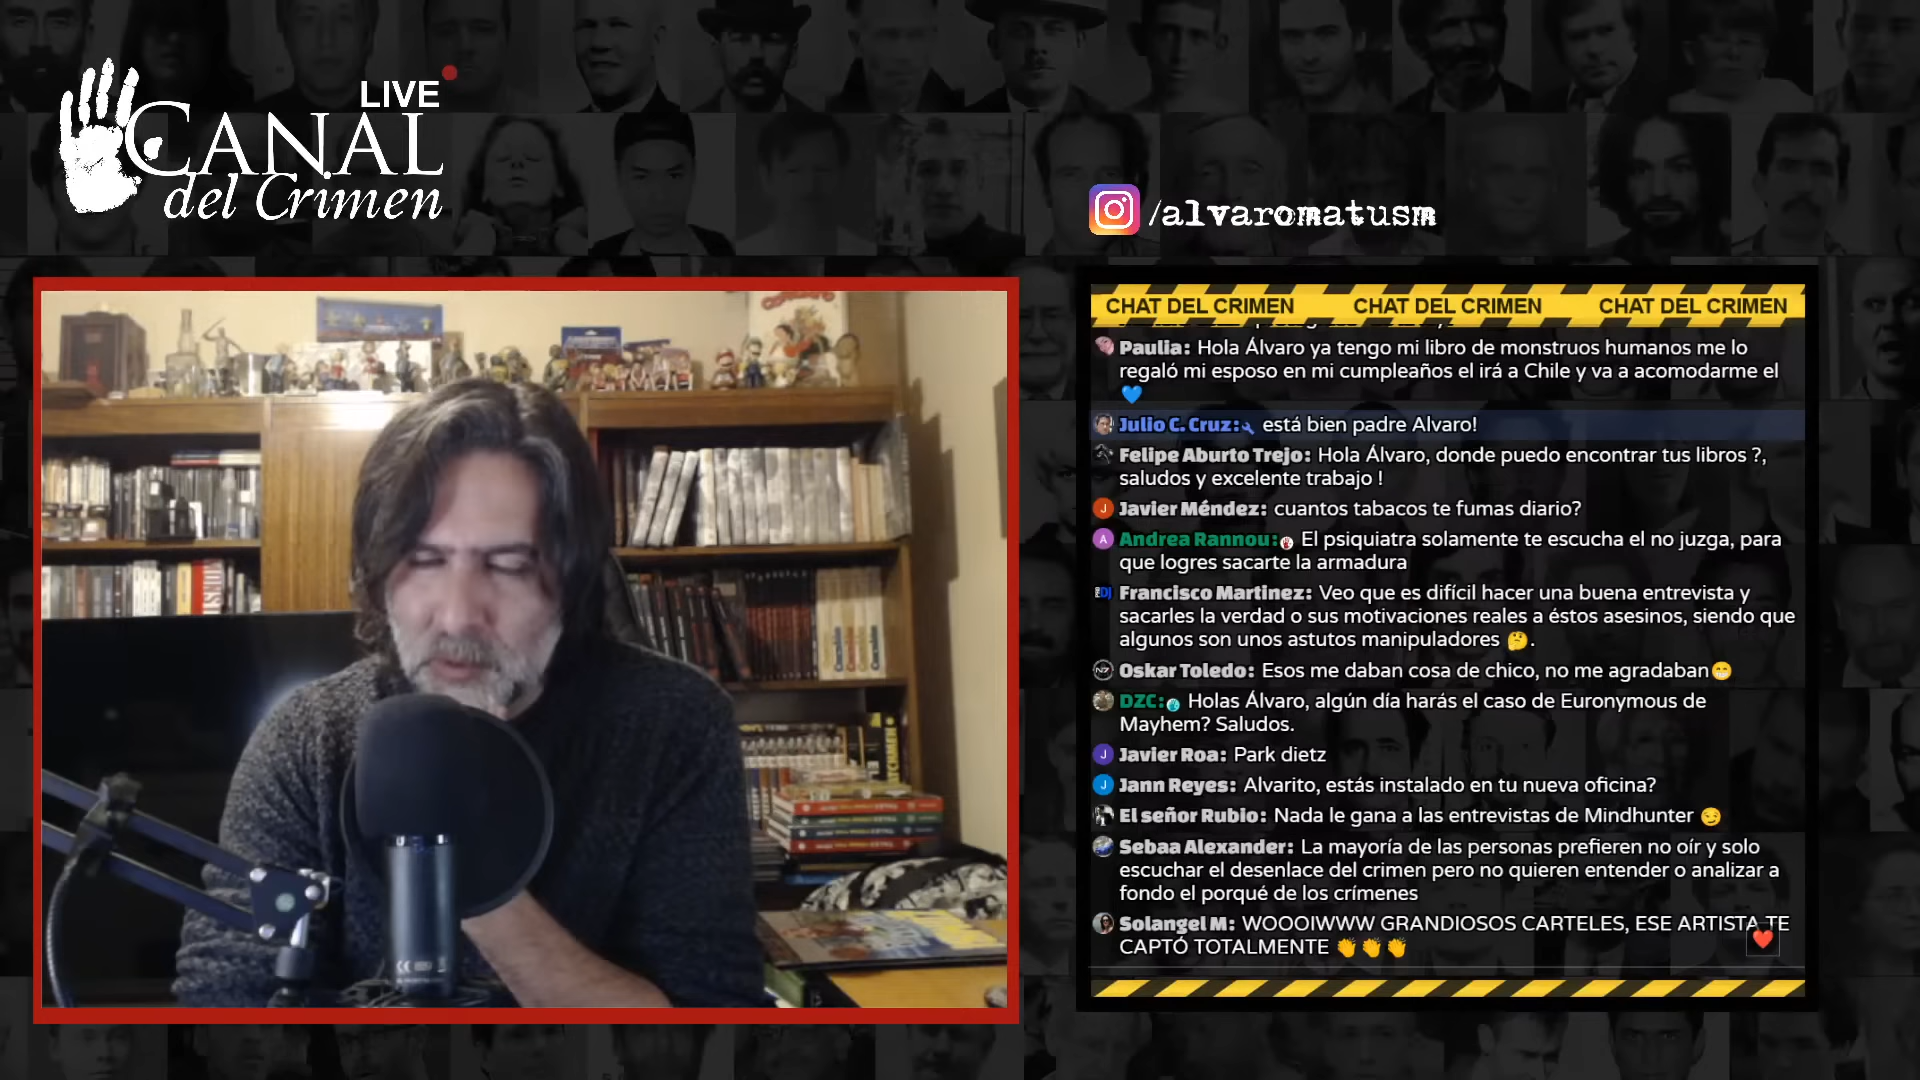 LIVE
CANAL
del Crimen
/alvaromatusm
CHAT DEL CRIMEN CHAT DEL CRIMEN CHAT DEL CRIMEN
Paulia: Hola Álvaro ya tengo mi libro de monstruos humanos me lo
regaló mi esposo en mi cumpleaños el irá a Chile y va a acomodarme el
💙
Julio C. Cruz: está bien padre Alvaro!
Felipe Aburto Trejo: Hola Álvaro, donde puedo encontrar tus libros ?,
saludos y excelente trabajo !
J Javier Méndez: cuantos tabacos te fumas diario?
A Andrea Rannou: El psiquiatra solamente te escucha el no juzga, para
que logres sacarte la armadura
Francisco Martinez: Veo que es difícil hacer una buena entrevista y
sacarles la verdad o sus motivaciones reales a éstos asesinos, siendo que
algunos son unos astutos manipuladores 🤔.
Oskar Toledo: Esos me daban cosa de chico, no me agradaban😁
DZC: Holas Álvaro, algún día harás el caso de Euronymous de
Mayhem? Saludos.
J Javier Roa: Park dietz
J Jann Reyes: Alvarito, estás instalado en tu nueva oficina?
El señor Rubio: Nada le gana a las entrevistas de Mindhunter 😏
Sebaa Alexander: La mayoría de las personas prefieren no oír y solo
escuchar el desenlace del crimen pero no quieren entender o analizar a
fondo el porqué de los crímenes
Solangel M: WOOOIWWW GRANDIOSOS CARTELES, ESE ARTISTA TE
CAPTÓ TOTALMENTE 👏👏👏